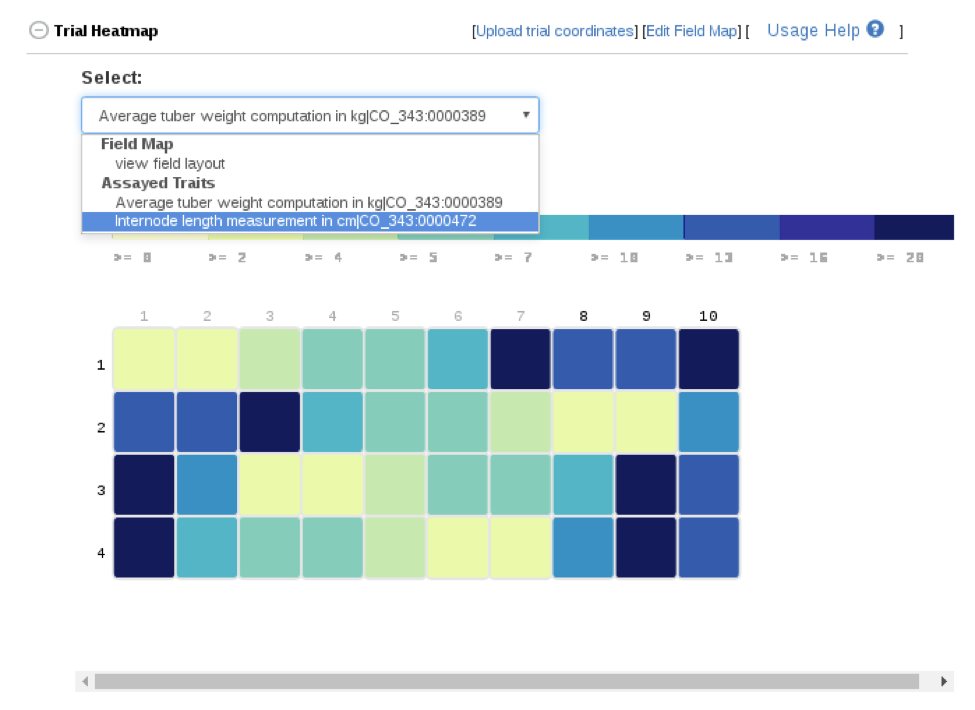 Trial Heatmap [Upload trial coordinates] [Edit Field Map] [ Usage Help ? ]
Select:
Average tuber weight computation in kg|CO_343:0000389
Field Map
view field layout
Assayed Traits
Average tuber weight computation in kg|CO_343:0000389
Internode length measurement in cm|CO_343:0000472
>= 0 >= 2 >= 4 >= 5 >= 7 >= 10 >= 13 >= 16 >= 20
1 2 3 4 5 6 7 8 9 10
1
2
3
4